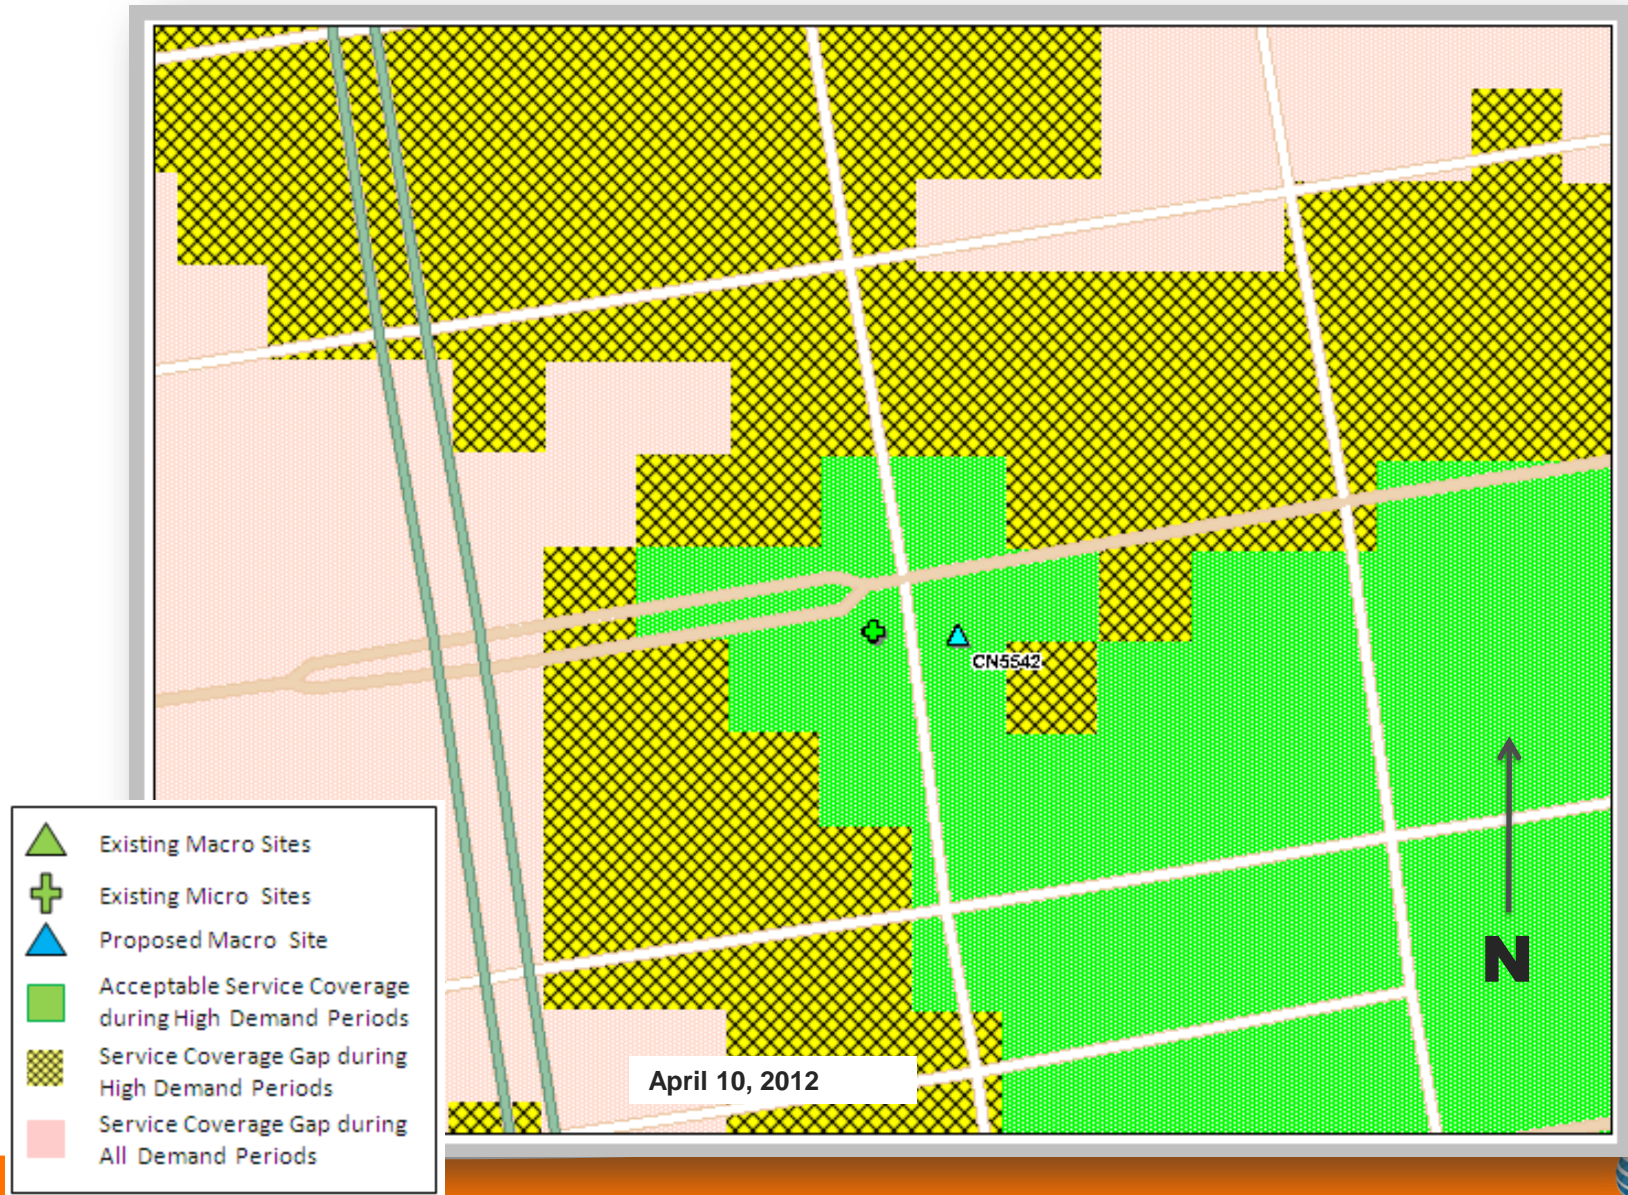 CN5542
N
April 10, 2012
Existing Macro Sites
Existing Micro Sites
Proposed Macro Site
Acceptable Service Coverage
during High Demand Periods
Service Coverage Gap during
High Demand Periods
Service Coverage Gap during
All Demand Periods